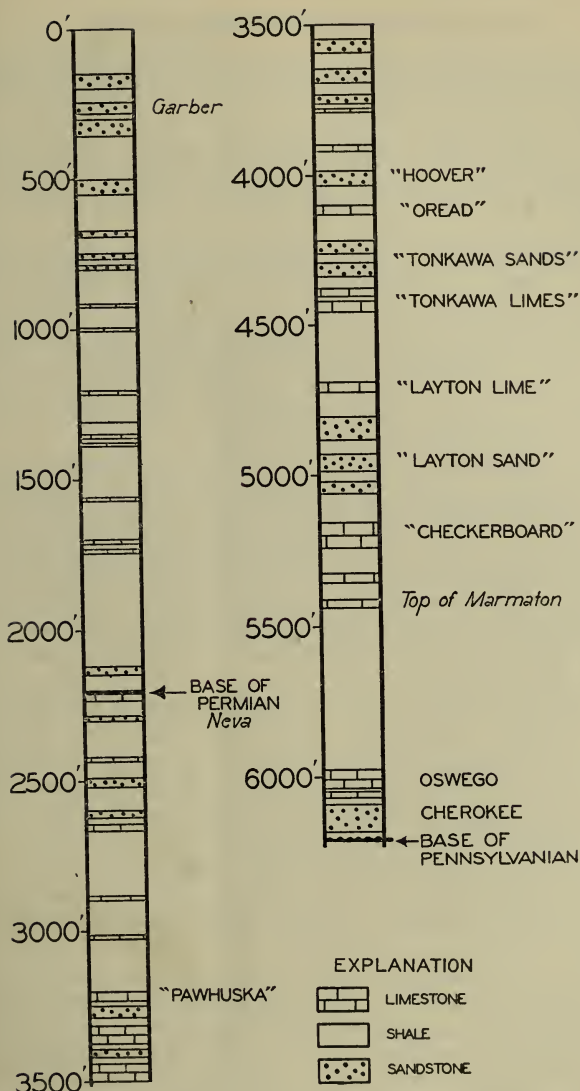 0'
Garber
500'
1000'
1500'
2000'
BASE OF
PERMIAN
Neva
2500'
3000'
"PAWHUSKA"
3500'
3500'
4000'
"HOOVER"
"OREAD"
"TONKAWA SANDS"
"TONKAWA LIMES"
4500'
"LAYTON LIME"
"LAYTON SAND"
5000'
"CHECKERBOARD"
Top of Marmaton
5500'
6000'
OSWEGO
CHEROKEE
BASE OF
PENNSYLVANIAN
EXPLANATION
LIMESTONE
SHALE
SANDSTONE